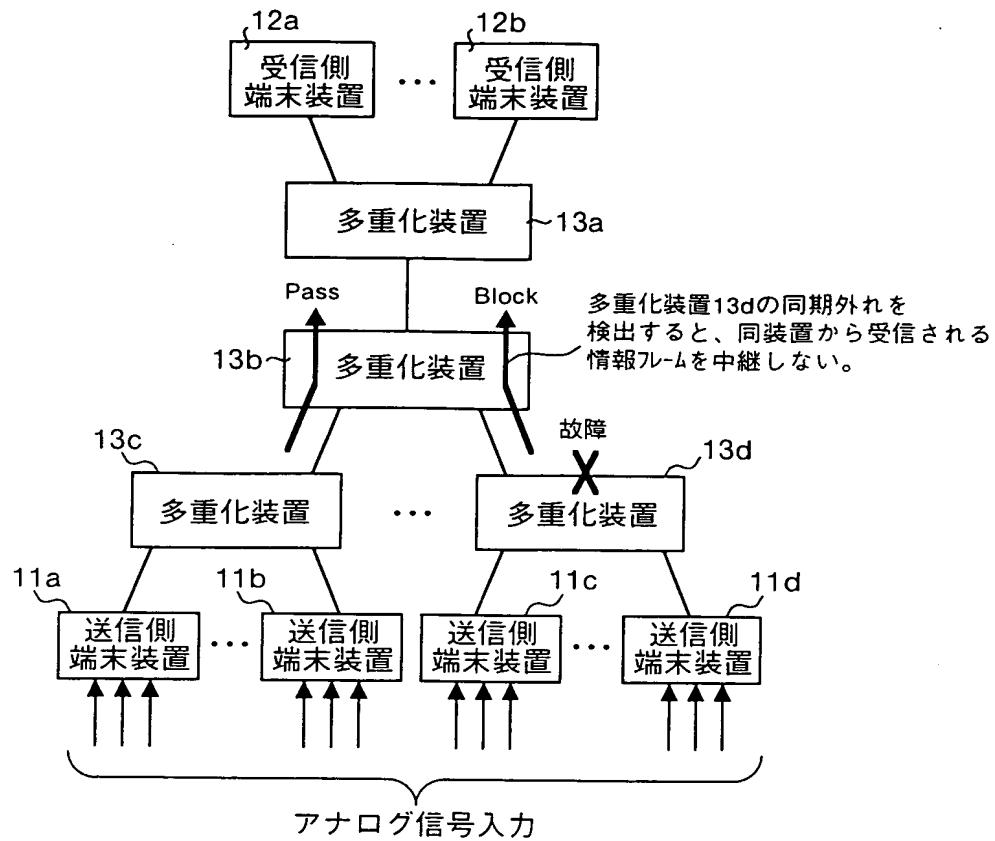 12a
12b
受信側
端末装置
･･･
受信側
端末装置
多重化装置
13a
Pass
Block
多重化装置13dの同期外れを
検出すると、同装置から受信される
情報ﾌﾚｰﾑを中継しない。
13b
多重化装置
故障
13c
13d
多重化装置
･･･
多重化装置
11a
11b
11c
11d
送信側
端末装置
･･･
送信側
端末装置
送信側
端末装置
･･･
送信側
端末装置
アナログ信号入力